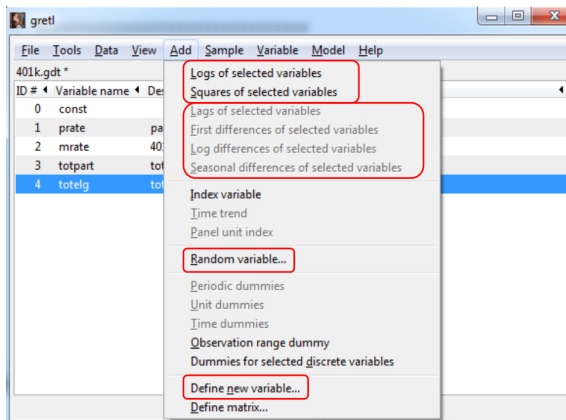 gretl
File Tools Data View Add Sample Variable Model Help
401k.gdt *
ID # Variable name Des
0 const
1 prate pa
2 mrate 40
3 totpart tot
4 totelg tot
Logs of selected variables
Squares of selected variables
Lags of selected variables
First differences of selected variables
Log differences of selected variables
Seasonal differences of selected variables
Index variable
Time trend
Panel unit index
Random variable...
Periodic dummies
Unit dummies
Time dummies
Observation range dummy
Dummies for selected discrete variables
Define new variable...
Define matrix...